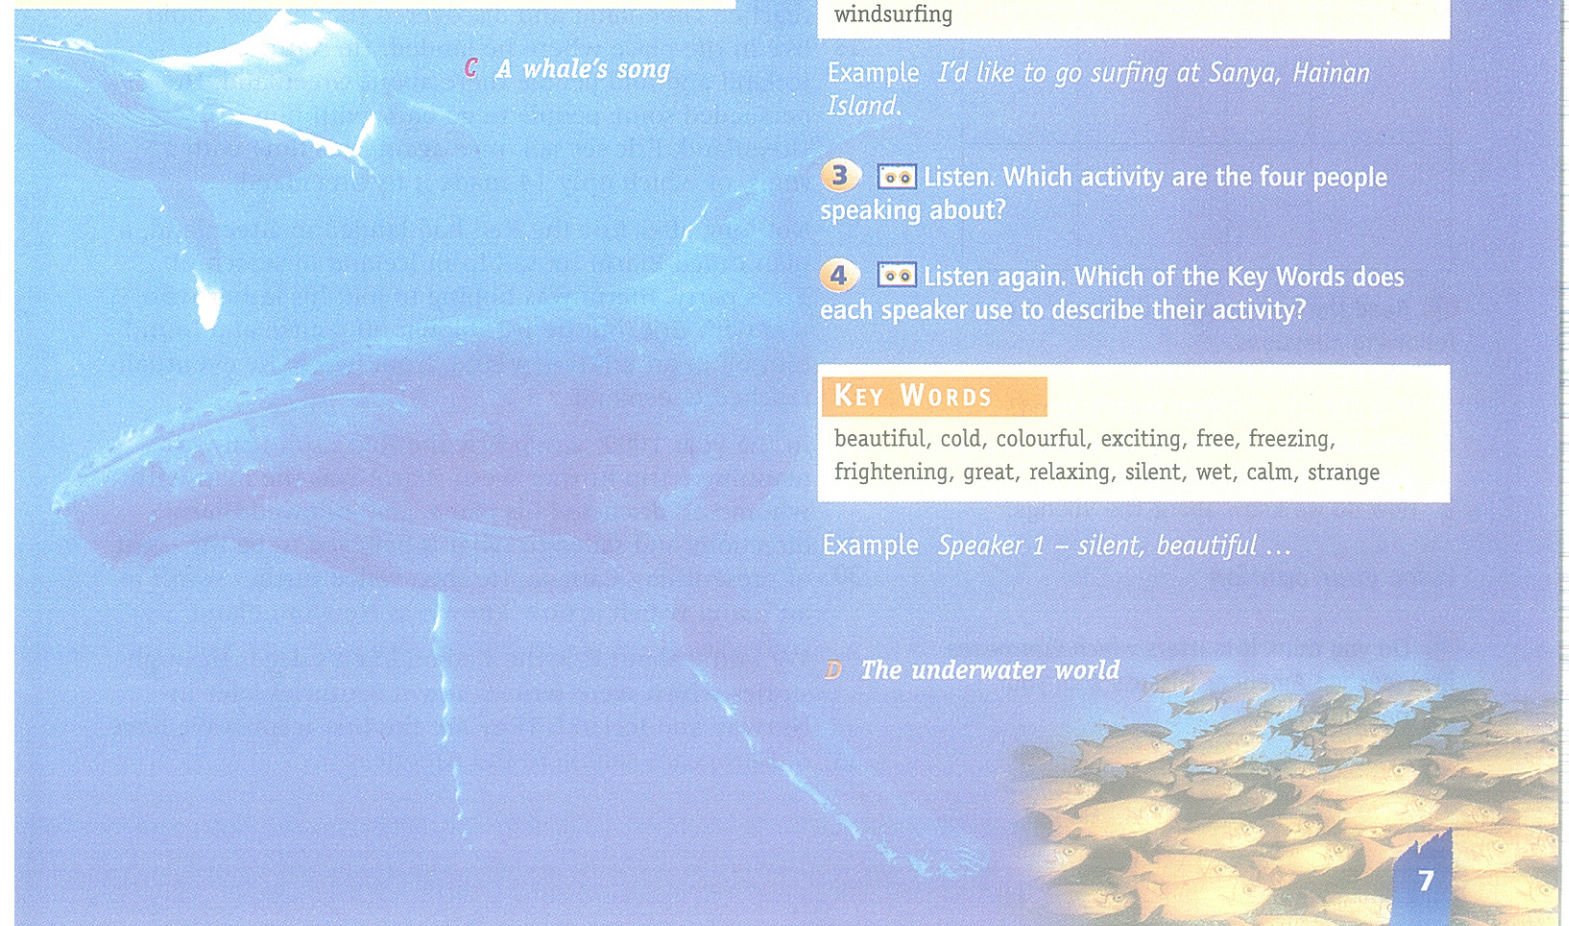 windsurfing
C A whale's song
Example I'd like to go surfing at Sanya, Hainan
Island.
3 Listen. Which activity are the four people
speaking about?
4 Listen again. Which of the Key Words does
each speaker use to describe their activity?
KEY WORDS
beautiful, cold, colourful, exciting, free, freezing,
frightening, great, relaxing, silent, wet, calm, strange
Example Speaker 1 – silent, beautiful ...
D The underwater world
7